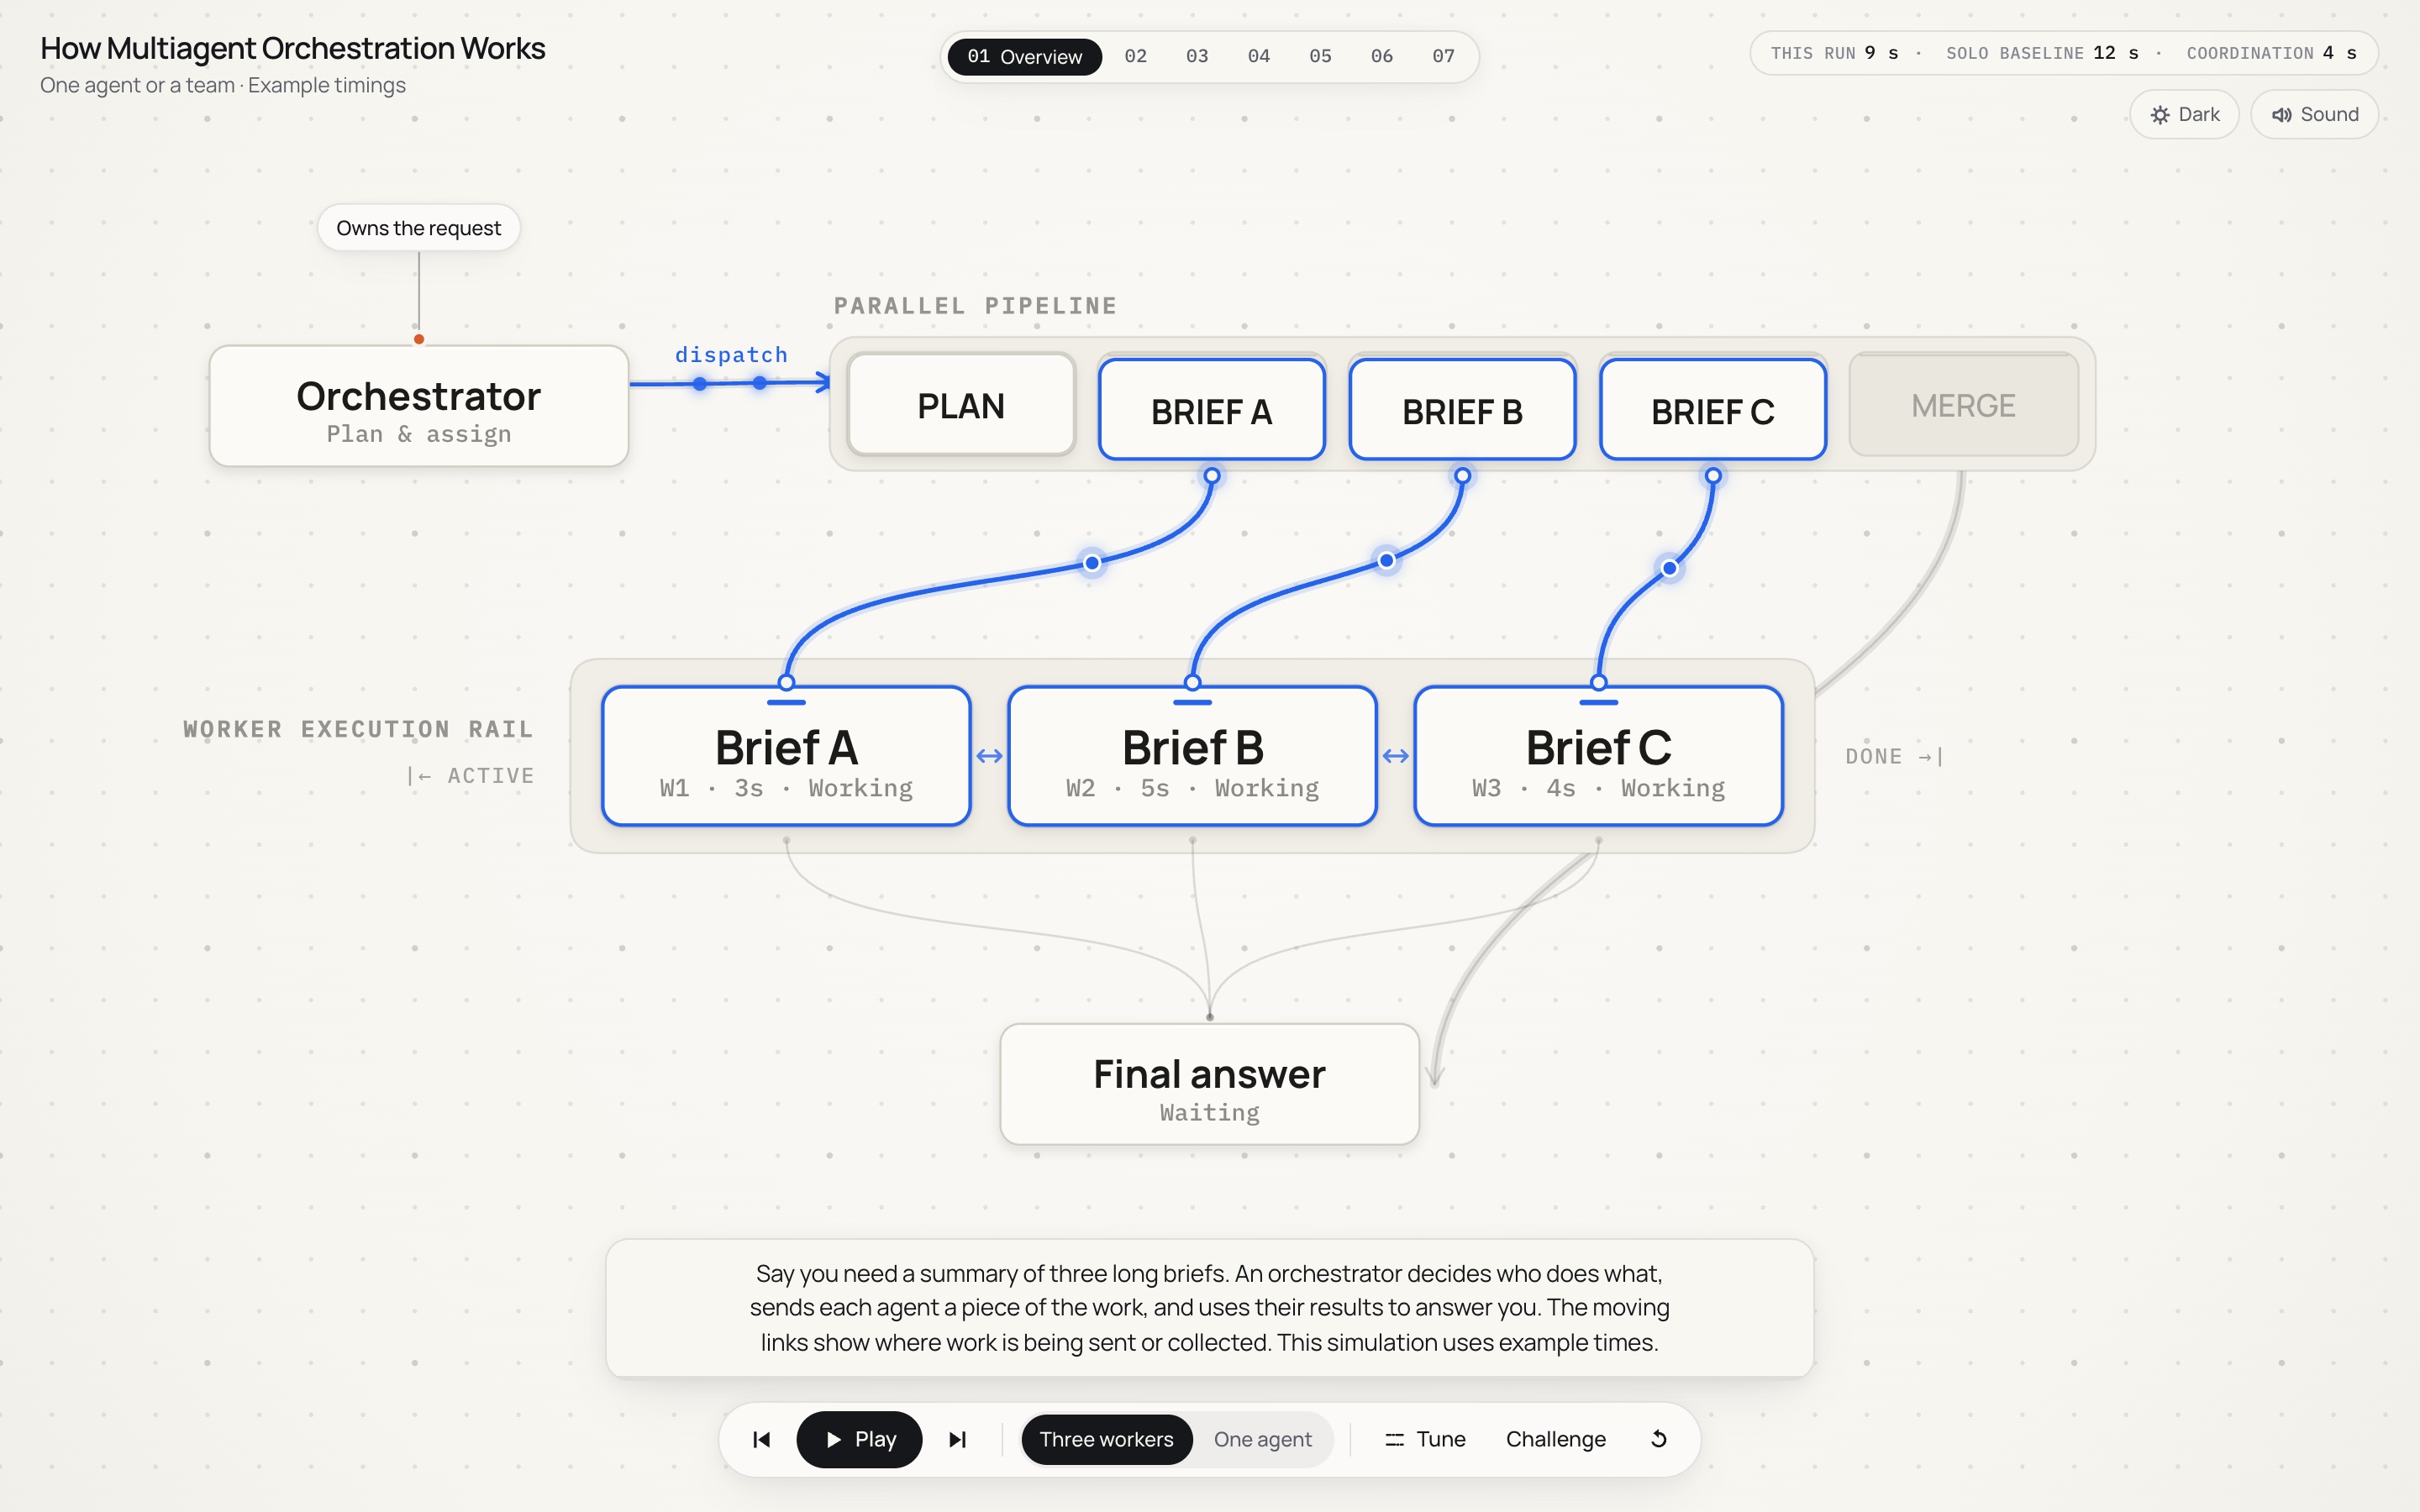 How Multiagent Orchestration Works
One agent or a team · Example timings
01 Overview 02 03 04 05 06 07
THIS RUN 9 s · SOLO BASELINE 12 s · COORDINATION 4 s
Dark
Sound
Owns the request
PARALLEL PIPELINE
Orchestrator
Plan & assign
dispatch
PLAN
BRIEF A
BRIEF B
BRIEF C
MERGE
WORKER EXECUTION RAIL
|← ACTIVE
Brief A
W1 · 3s · Working
↔
Brief B
W2 · 5s · Working
↔
Brief C
W3 · 4s · Working
DONE →|
Final answer
Waiting
Say you need a summary of three long briefs. An orchestrator decides who does what,
sends each agent a piece of the work, and uses their results to answer you. The moving
links show where work is being sent or collected. This simulation uses example times.
Play
Three workers
One agent
Tune
Challenge